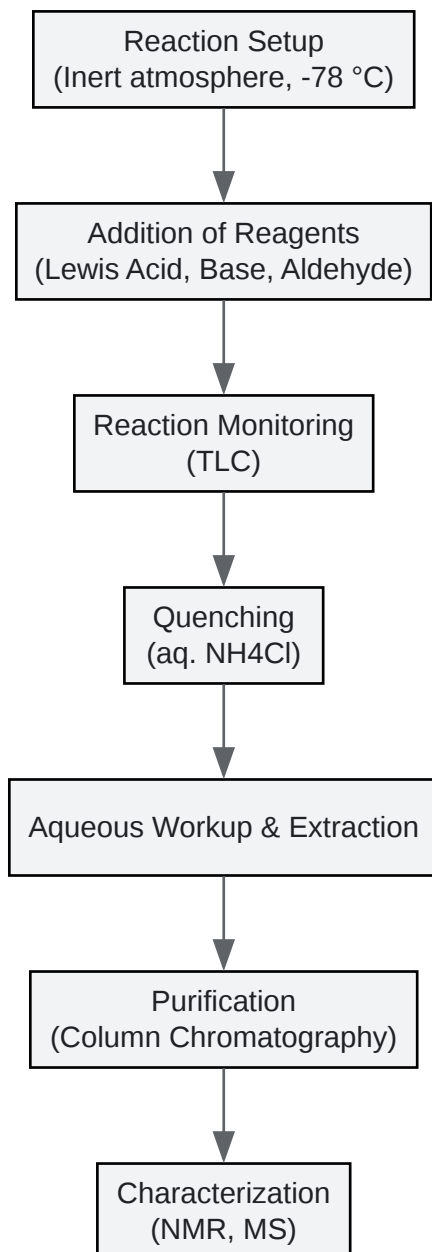 Reaction Setup
(Inert atmosphere, -78 °C)
Addition of Reagents
(Lewis Acid, Base, Aldehyde)
Reaction Monitoring
(TLC)
Quenching
(aq. NH4Cl)
Aqueous Workup & Extraction
Purification
(Column Chromatography)
Characterization
(NMR, MS)